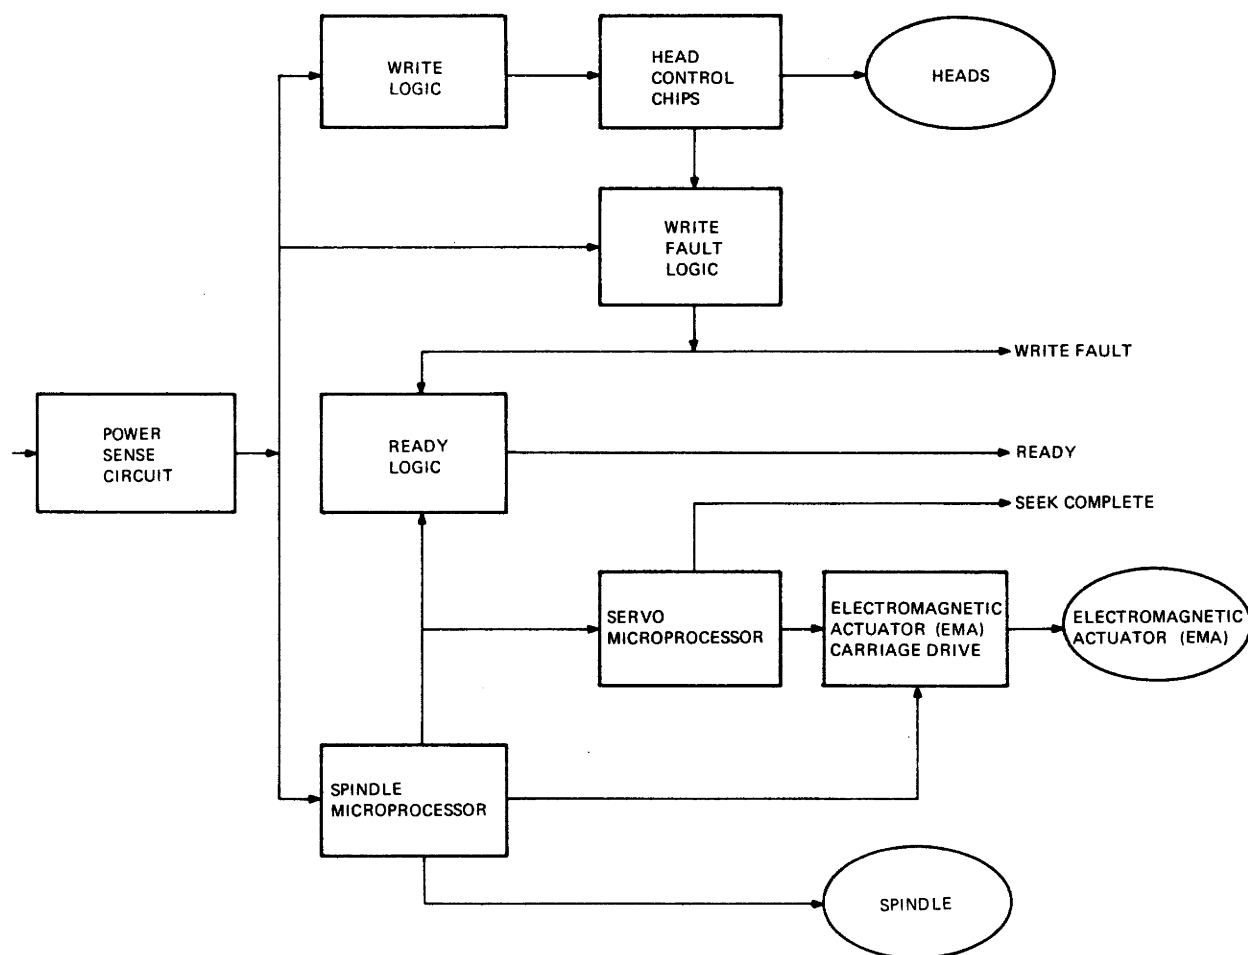 WRITE
LOGIC
HEAD
CONTROL
CHIPS
HEADS
WRITE
FAULT
LOGIC
WRITE FAULT
POWER
SENSE
CIRCUIT
READY
LOGIC
READY
SEEK COMPLETE
SERVO
MICROPROCESSOR
ELECTROMAGNETIC
ACTUATOR (EMA)
CARRIAGE DRIVE
ELECTROMAGNETIC
ACTUATOR (EMA)
SPINDLE
MICROPROCESSOR
SPINDLE